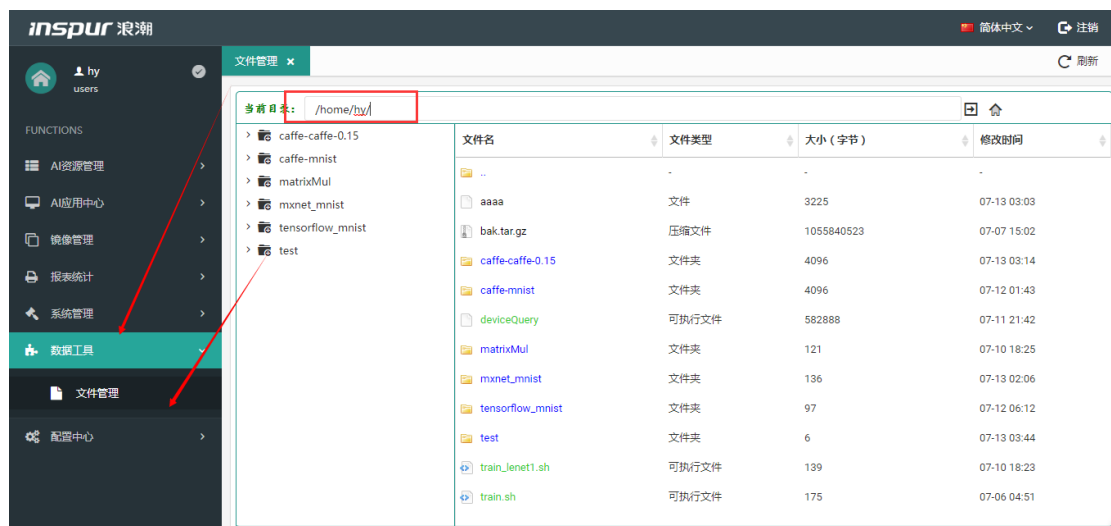 inspur 浪潮
简体中文
注销
hy
users
文件管理 ×
刷新
FUNCTIONS
AI资源管理
AI应用中心
镜像管理
报表统计
系统管理
数据工具
文件管理
配置中心
当前目录: /home/hy/
caffe-caffe-0.15
caffe-mnist
matrixMul
mxnet_mnist
tensorflow_mnist
test
文件名 文件类型 大小 ( 字节 ) 修改时间
.. - - -
aaaa 文件 3225 07-13 03:03
bak.tar.gz 压缩文件 1055840523 07-07 15:02
caffe-caffe-0.15 文件夹 4096 07-13 03:14
caffe-mnist 文件夹 4096 07-12 01:43
deviceQuery 可执行文件 582888 07-11 21:42
matrixMul 文件夹 121 07-10 18:25
mxnet_mnist 文件夹 136 07-13 02:06
tensorflow_mnist 文件夹 97 07-12 06:12
test 文件夹 6 07-13 03:44
train_lenet1.sh 可执行文件 139 07-10 18:23
train.sh 可执行文件 175 07-06 04:51